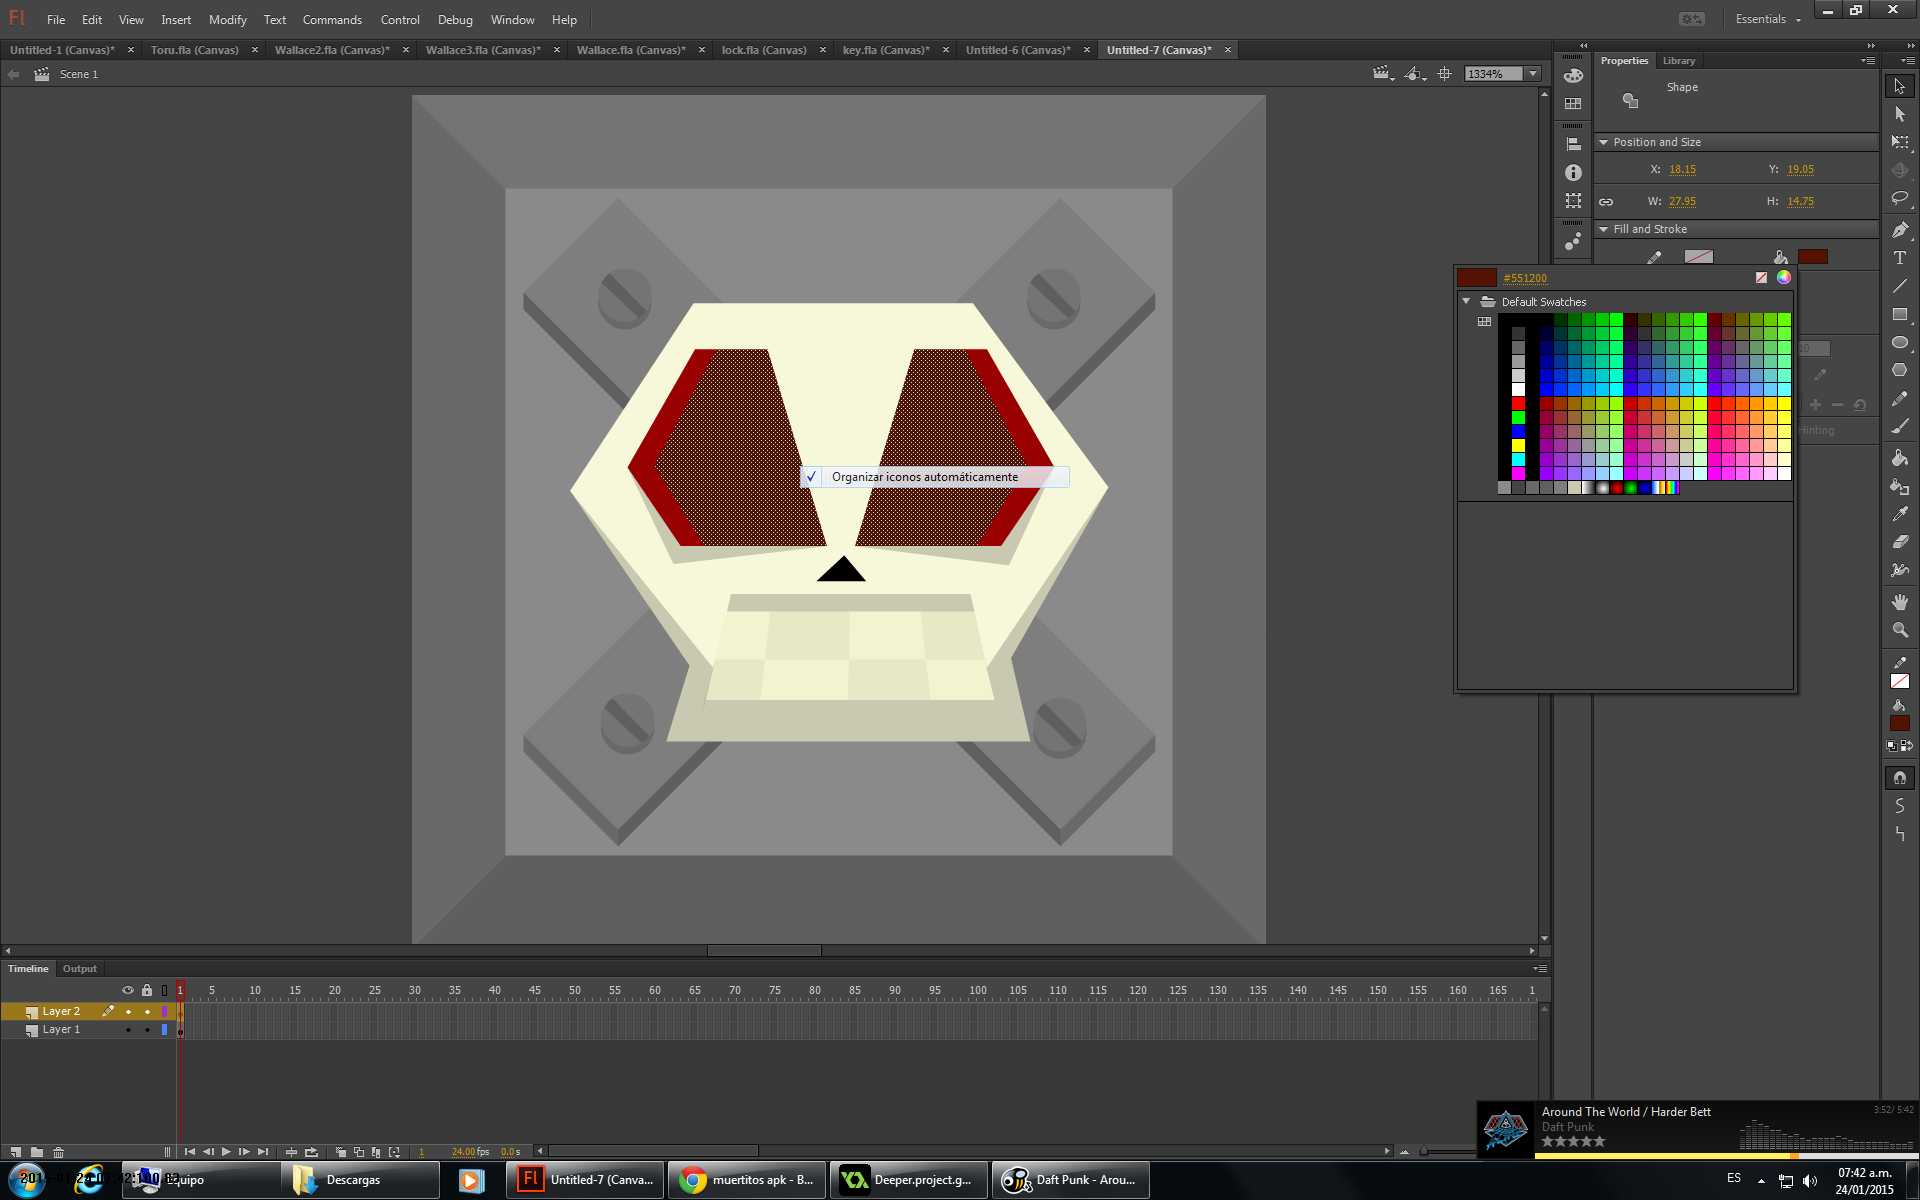 Fl File Edit View Insert Modify Text Commands Control Debug Window Help Essentials
Untitled-1 (Canvas)* Toru.fla (Canvas) Wallace2.fla (Canvas)* Wallace3.fla (Canvas)* Wallace.fla (Canvas)* lock.fla (Canvas) key.fla (Canvas)* Untitled-6 (Canvas)* Untitled-7 (Canvas)*
Scene 1 1334%
Properties Library
Shape
Position and Size
X: 18.15 Y: 19.05
W: 27.95 H: 14.75
Fill and Stroke
#551200
Default Swatches
Hinting
Organizar iconos automáticamente
Timeline Output
1 5 10 15 20 25 30 35 40 45 50 55 60 65 70 75 80 85 90 95 100 105 110 115 120 125 130 135 140 145 150 155 160 165 1
Layer 2
Layer 1
1 24.00 fps 0.0 s
Around The World / Harder Bett 3:52/ 5:42
Daft Punk
Equipo Descargas Fl Untitled-7 (Canva... muertitos apk - B... Deeper.project.g... Daft Punk - Arou... ES 07:42 a.m.
24/01/2015